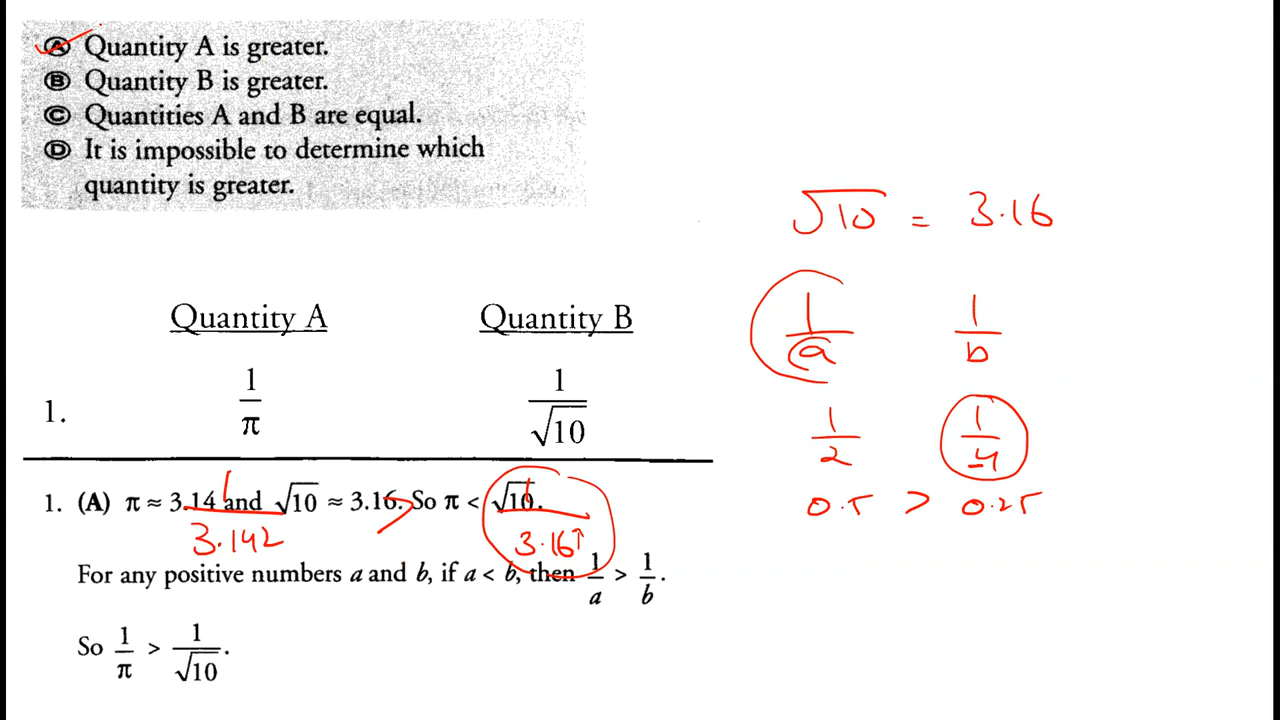 Ⓐ Quantity A is greater.
Ⓑ Quantity B is greater.
Ⓒ Quantities A and B are equal.
Ⓓ It is impossible to determine which
quantity is greater.
√10 = 3.16
1/a 1/b
1/2 1/4
0.5 > 0.25
Quantity A Quantity B
1. 1/π 1/√10
1. (A) π ≈ 3.14 and √10 ≈ 3.16. So π < √10.
3.142 3.16↑
For any positive numbers a and b, if a < b, then 1/a > 1/b.
So 1/π > 1/√10.